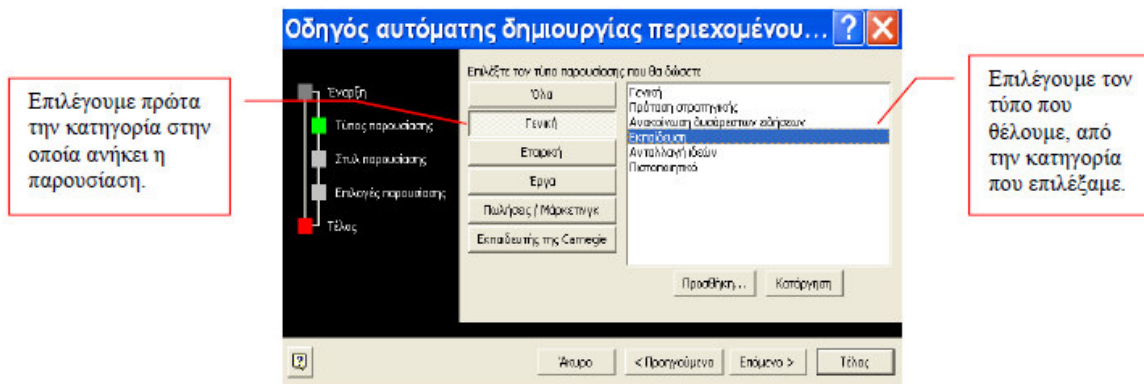 Οδηγός αυτόματης δημιουργίας περιεχομένου...
Επιλέγουμε πρώτα
την κατηγορία στην
οποία ανήκει η
παρουσίαση.
Έναρξη
Τύπος παρουσίασης
Στυλ παρουσίασης
Επιλογές παρουσίασης
Τέλος
Επιλέξτε τον τύπο παρουσίασης που θα δώσετε
Όλα
Γενική
Εταιρική
Έργα
Πωλήσεις / Μάρκετινγκ
Εκπαιδευτής της Carnegie
Γενική
Πρόταση στρατηγικής
Ανακοίνωση δυσάρεστων ειδήσεων
Εκπαίδευση
Ανταλλαγή ιδεών
Πιστοποιητικό
Προσθήκη...
Κατάργηση
Άκυρο
< Προηγούμενο
Επόμενο >
Τέλος
Επιλέγουμε τον
τύπο που
θέλουμε, από
την κατηγορία
που επιλέξαμε.